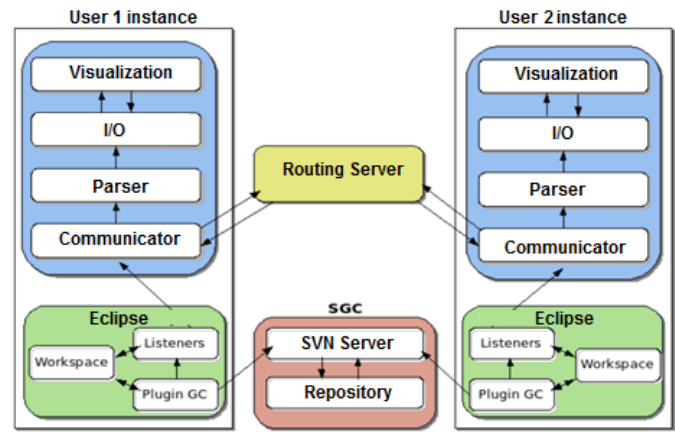 User 1 instance
Visualization
I/O
Parser
Communicator
Eclipse
Listeners
Workspace
Plugin GC
Routing Server
SGC
SVN Server
Repository
User 2 instance
Visualization
I/O
Parser
Communicator
Eclipse
Listeners
Workspace
Plugin GC